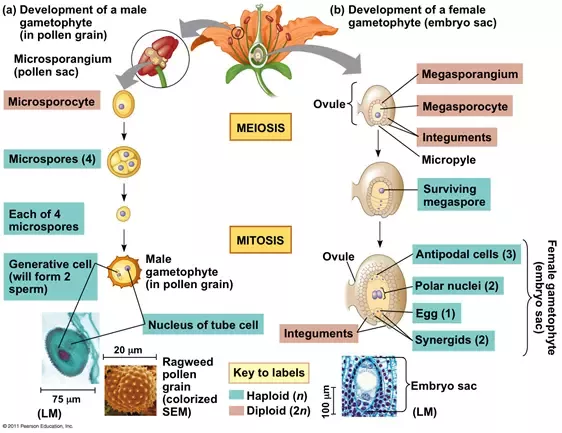 (a) Development of a male
gametophyte
(in pollen grain)
Microsporangium
(pollen sac)
Microsporocyte
Microspores (4)
Each of 4
microspores
Generative cell
(will form 2
sperm)
Male
gametophyte
(in pollen grain)
Nucleus of tube cell
20 µm
75 µm
(LM)
Ragweed
pollen
grain
(colorized
SEM)
MEIOSIS
MITOSIS
Key to labels
Haploid (n)
Diploid (2n)
(b) Development of a female
gametophyte (embryo sac)
Ovule
Megasporangium
Megasporocyte
Integuments
Micropyle
Surviving
megaspore
Ovule
Antipodal cells (3)
Polar nuclei (2)
Egg (1)
Synergids (2)
Integuments
Female gametophyte
(embryo sac)
100 µm
Embryo sac
(LM)
© 2011 Pearson Education, Inc.